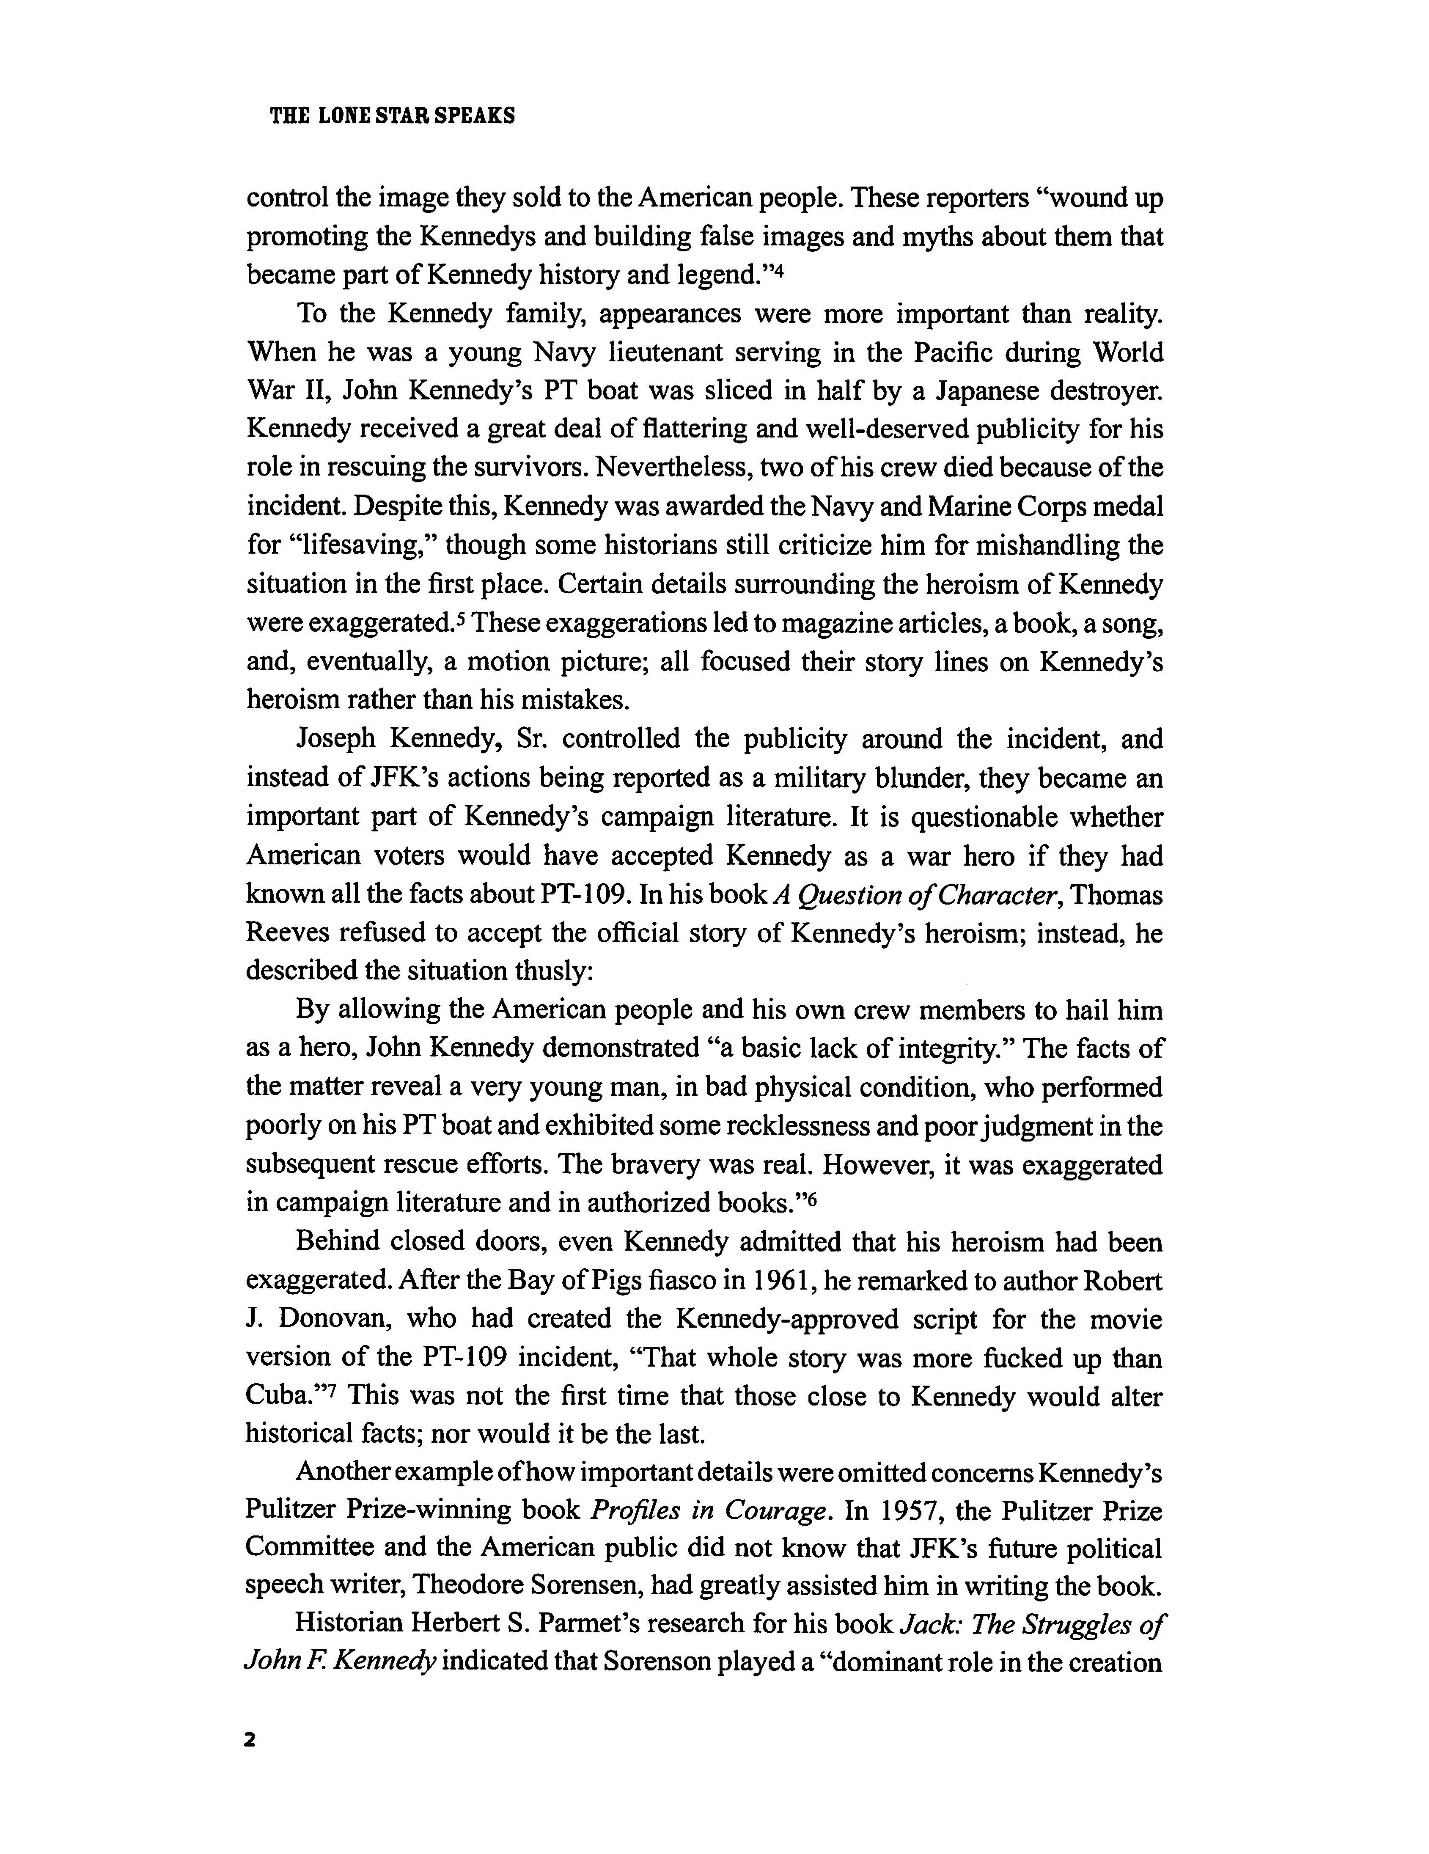 THE LONE STAR SPEAKS
control the image they sold to the American people. These reporters “wound up
promoting the Kennedys and building false images and myths about them that
became part of Kennedy history and legend.”4
To the Kennedy family, appearances were more important than reality.
When he was a young Navy lieutenant serving in the Pacific during World
War II, John Kennedy’s PT boat was sliced in half by a Japanese destroyer.
Kennedy received a great deal of flattering and well-deserved publicity for his
role in rescuing the survivors. Nevertheless, two of his crew died because of the
incident. Despite this, Kennedy was awarded the Navy and Marine Corps medal
for “lifesaving,” though some historians still criticize him for mishandling the
situation in the first place. Certain details surrounding the heroism of Kennedy
were exaggerated.5 These exaggerations led to magazine articles, a book, a song,
and, eventually, a motion picture; all focused their story lines on Kennedy’s
heroism rather than his mistakes.
Joseph Kennedy, Sr. controlled the publicity around the incident, and
instead of JFK’s actions being reported as a military blunder, they became an
important part of Kennedy’s campaign literature. It is questionable whether
American voters would have accepted Kennedy as a war hero if they had
known all the facts about PT-109. In his book A Question of Character, Thomas
Reeves refused to accept the official story of Kennedy’s heroism; instead, he
described the situation thusly:
By allowing the American people and his own crew members to hail him
as a hero, John Kennedy demonstrated “a basic lack of integrity.” The facts of
the matter reveal a very young man, in bad physical condition, who performed
poorly on his PT boat and exhibited some recklessness and poor judgment in the
subsequent rescue efforts. The bravery was real. However, it was exaggerated
in campaign literature and in authorized books.”6
Behind closed doors, even Kennedy admitted that his heroism had been
exaggerated. After the Bay of Pigs fiasco in 1961, he remarked to author Robert
J. Donovan, who had created the Kennedy-approved script for the movie
version of the PT-109 incident, “That whole story was more fucked up than
Cuba.”7 This was not the first time that those close to Kennedy would alter
historical facts; nor would it be the last.
Another example of how important details were omitted concerns Kennedy’s
Pulitzer Prize-winning book Profiles in Courage. In 1957, the Pulitzer Prize
Committee and the American public did not know that JFK’s future political
speech writer, Theodore Sorensen, had greatly assisted him in writing the book.
Historian Herbert S. Parmet’s research for his book Jack: The Struggles of
John F. Kennedy indicated that Sorenson played a “dominant role in the creation
2